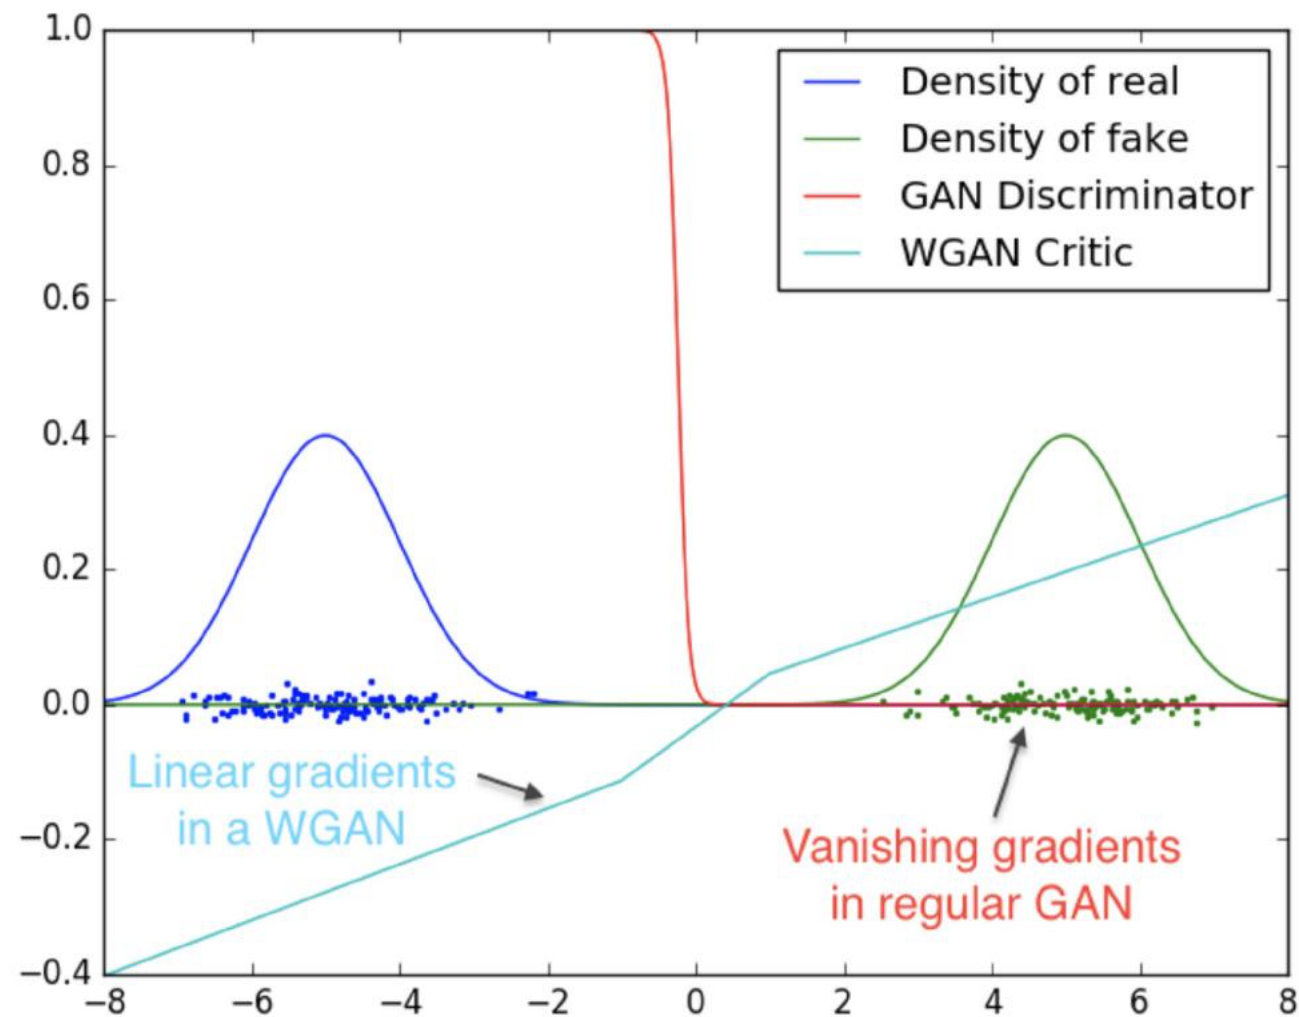 1.0
0.8
0.6
0.4
0.2
0.0
−0.2
−0.4
Density of real
Density of fake
GAN Discriminator
WGAN Critic
Linear gradients
in a WGAN
Vanishing gradients
in regular GAN
−8 −6 −4 −2 0 2 4 6 8